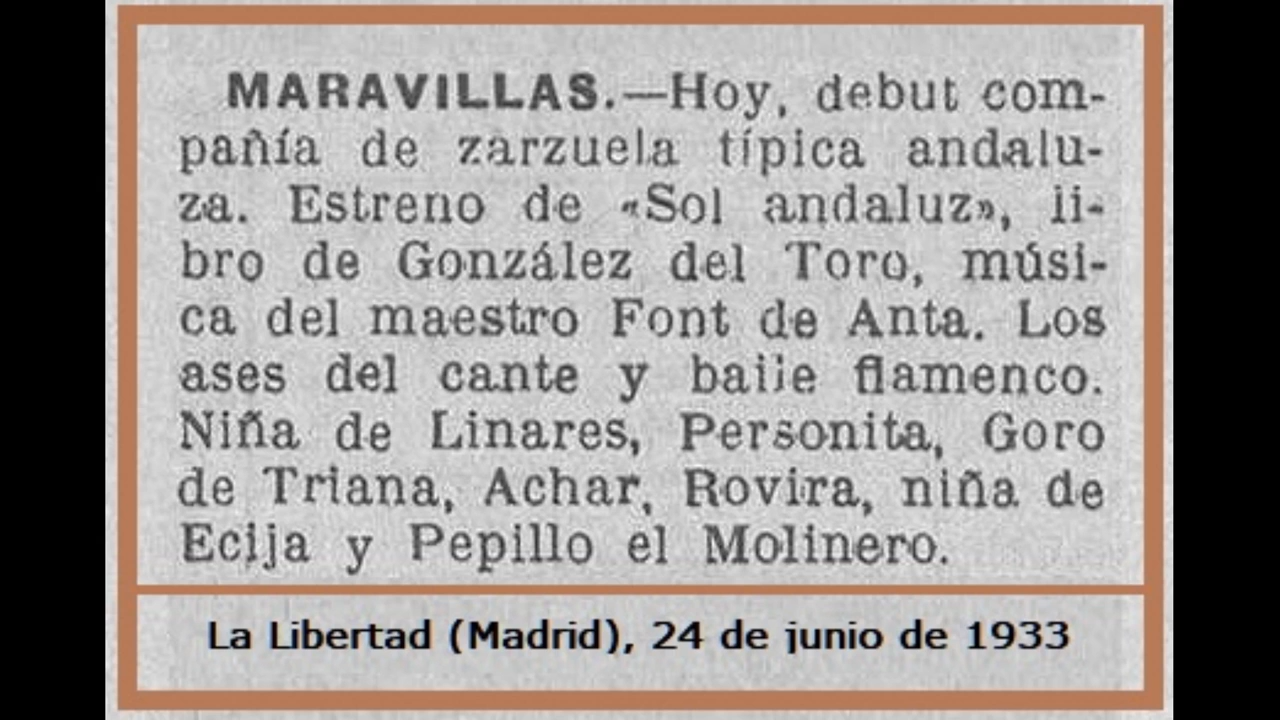 MARAVILLAS.—Hoy, debut com-
pañía de zarzuela típica andalu-
za. Estreno de «Sol andaluz», li-
bro de González del Toro, músi-
ca del maestro Font de Anta. Los
ases del cante y baile flamenco.
Niña de Linares, Personita, Goro
de Triana, Achar, Rovira, niña de
Ecija y Pepillo el Molinero.
La Libertad (Madrid), 24 de junio de 1933